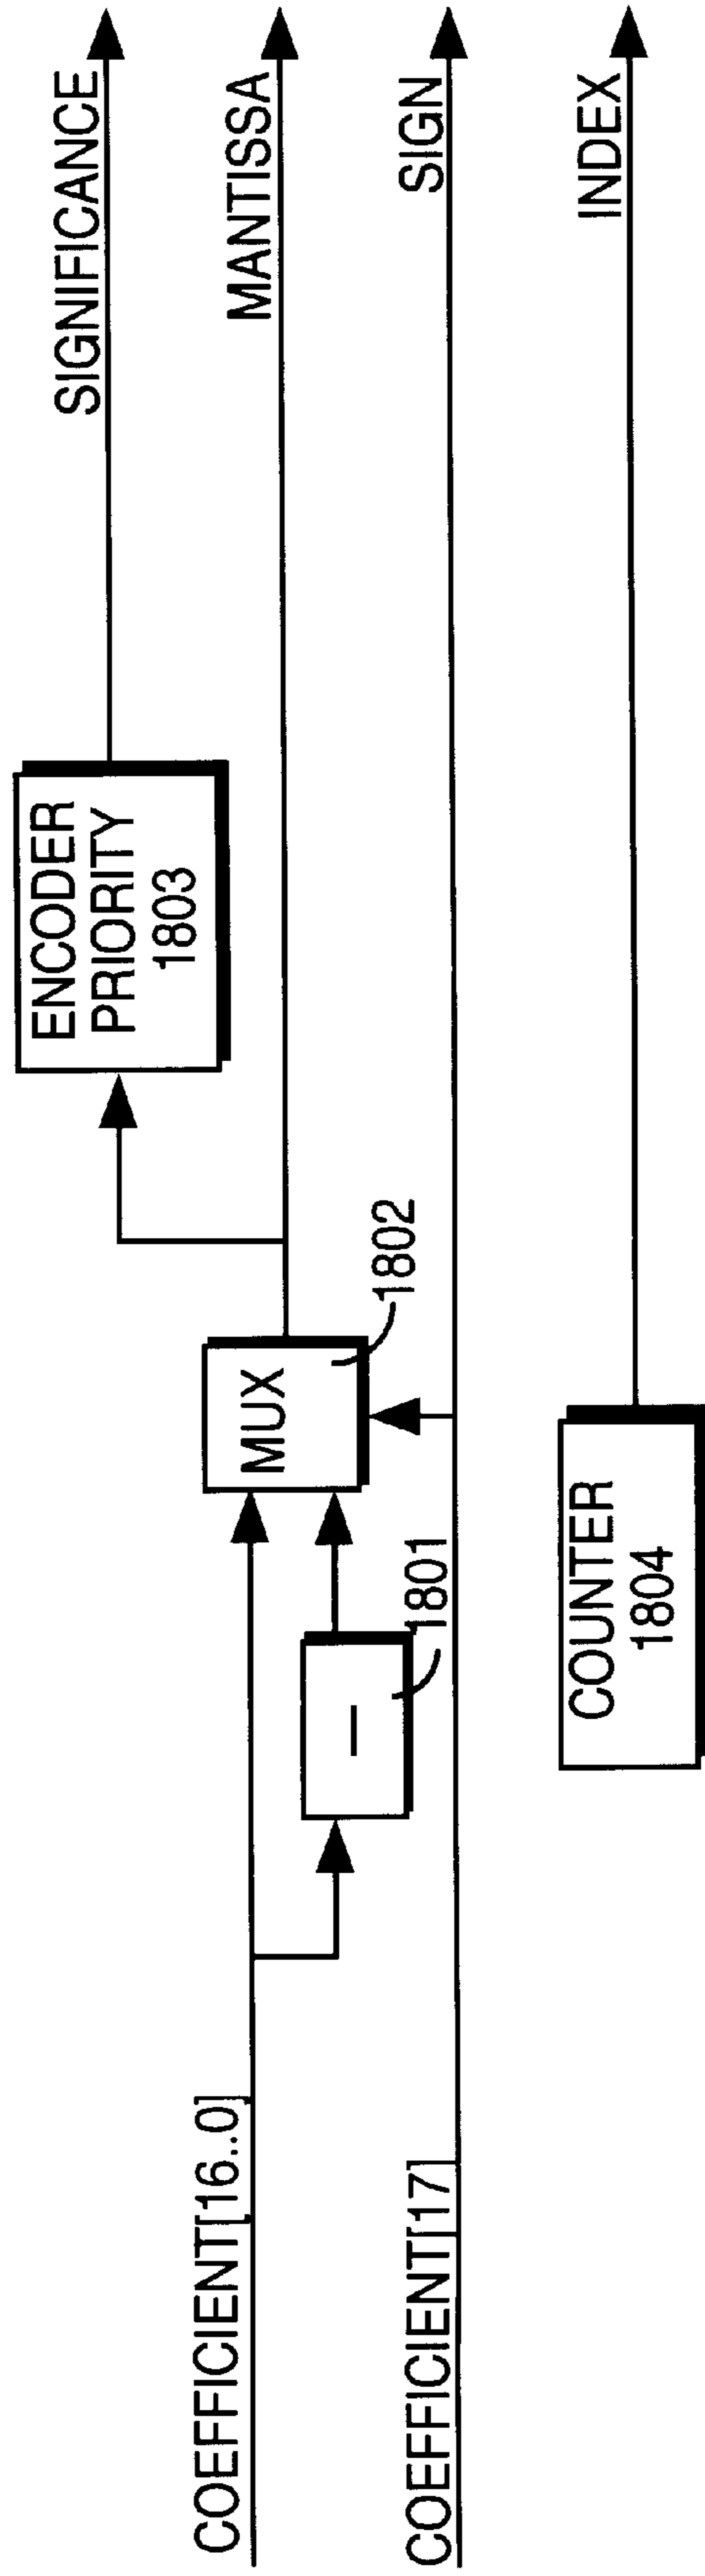 SIGNIFICANCE
MANTISSA
SIGN
INDEX
ENCODER
PRIORITY
1803
MUX
1802
1801
COUNTER
1804
COEFFICIENT[16..0]
COEFFICIENT[17]